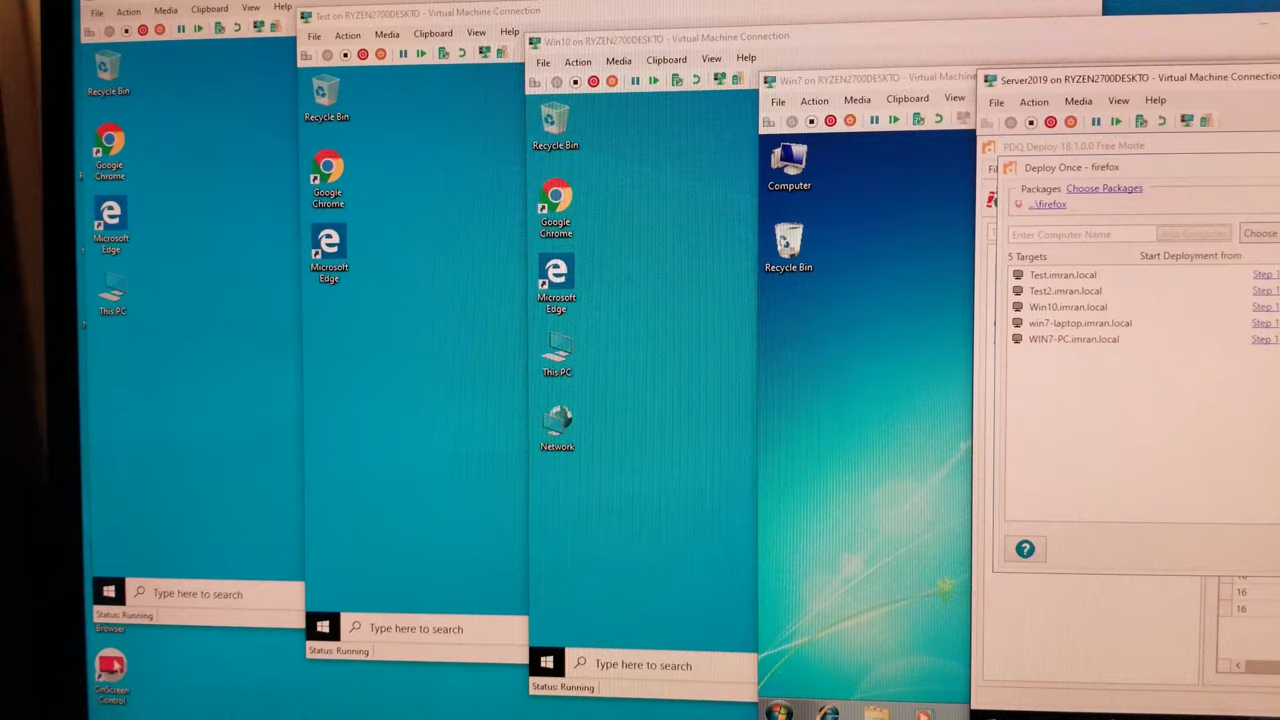 File Action Media Clipboard View Help
Recycle Bin
Google
Chrome
Microsoft
Edge
This PC
Type here to search
Status: Running
Browser
OnScreen
Control
Test on RYZEN2700DESKTO - Virtual Machine Connection
File Action Media Clipboard View Help
Recycle Bin
Google
Chrome
Microsoft
Edge
Type here to search
Status: Running
Win10 on RYZEN2700DESKTO - Virtual Machine Connection
File Action Media Clipboard View Help
Recycle Bin
Google
Chrome
Microsoft
Edge
This PC
Network
Type here to search
Status: Running
Win7 on RYZEN2700DESKTO - Virtual Machine
File Action Media Clipboard View
Computer
Recycle Bin
Server2019 on RYZEN2700DESKTO - Virtual Machine Connection
File Action Media View Help
PDQ Deploy 18.1.0.0 Free Mode
Deploy Once - firefox
Packages Choose Packages
...\firefox
Enter Computer Name Add Computer Choose
5 Targets Start Deployment from
Test.imran.local Step 1
Test2.imran.local Step 1
Win10.imran.local Step 1
win7-laptop.imran.local Step 1
WIN7-PC.imran.local Step 1
?
16
16